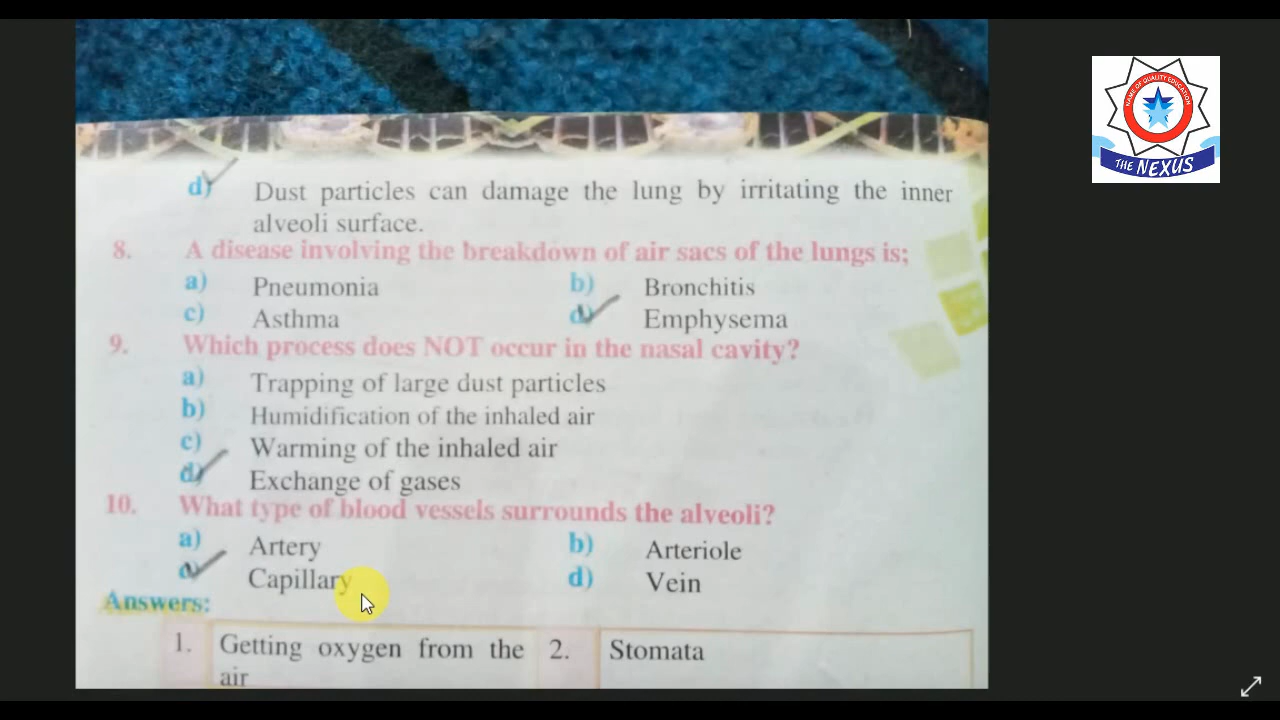 NAME OF QUALITY EDUCATION
THE NEXUS
d) Dust particles can damage the lung by irritating the inner
alveoli surface.
8. A disease involving the breakdown of air sacs of the lungs is;
a) Pneumonia b) Bronchitis
c) Asthma d) Emphysema
9. Which process does NOT occur in the nasal cavity?
a) Trapping of large dust particles
b) Humidification of the inhaled air
c) Warming of the inhaled air
d) Exchange of gases
10. What type of blood vessels surrounds the alveoli?
a) Artery b) Arteriole
Capillary d) Vein
Answers:
1. Getting oxygen from the 2. Stomata
air